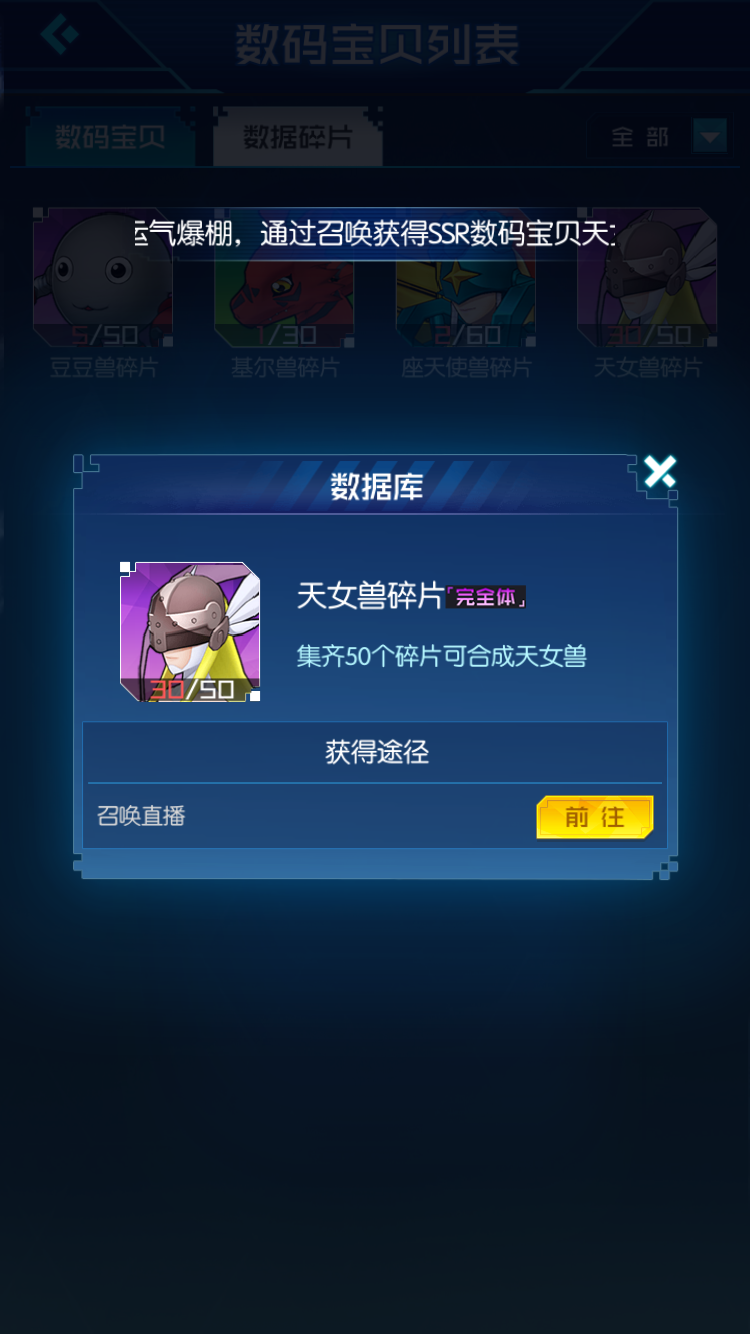 数码宝贝列表
数码宝贝
数据碎片
全部
气爆棚，通过召唤获得SSR数码宝贝天
5/50
1/30
2/60
30/50
豆豆兽碎片
基尔兽碎片
座天使兽碎片
天女兽碎片
数据库
天女兽碎片「完全体」
集齐50个碎片可合成天女兽
30/50
获得途径
召唤直播
前往